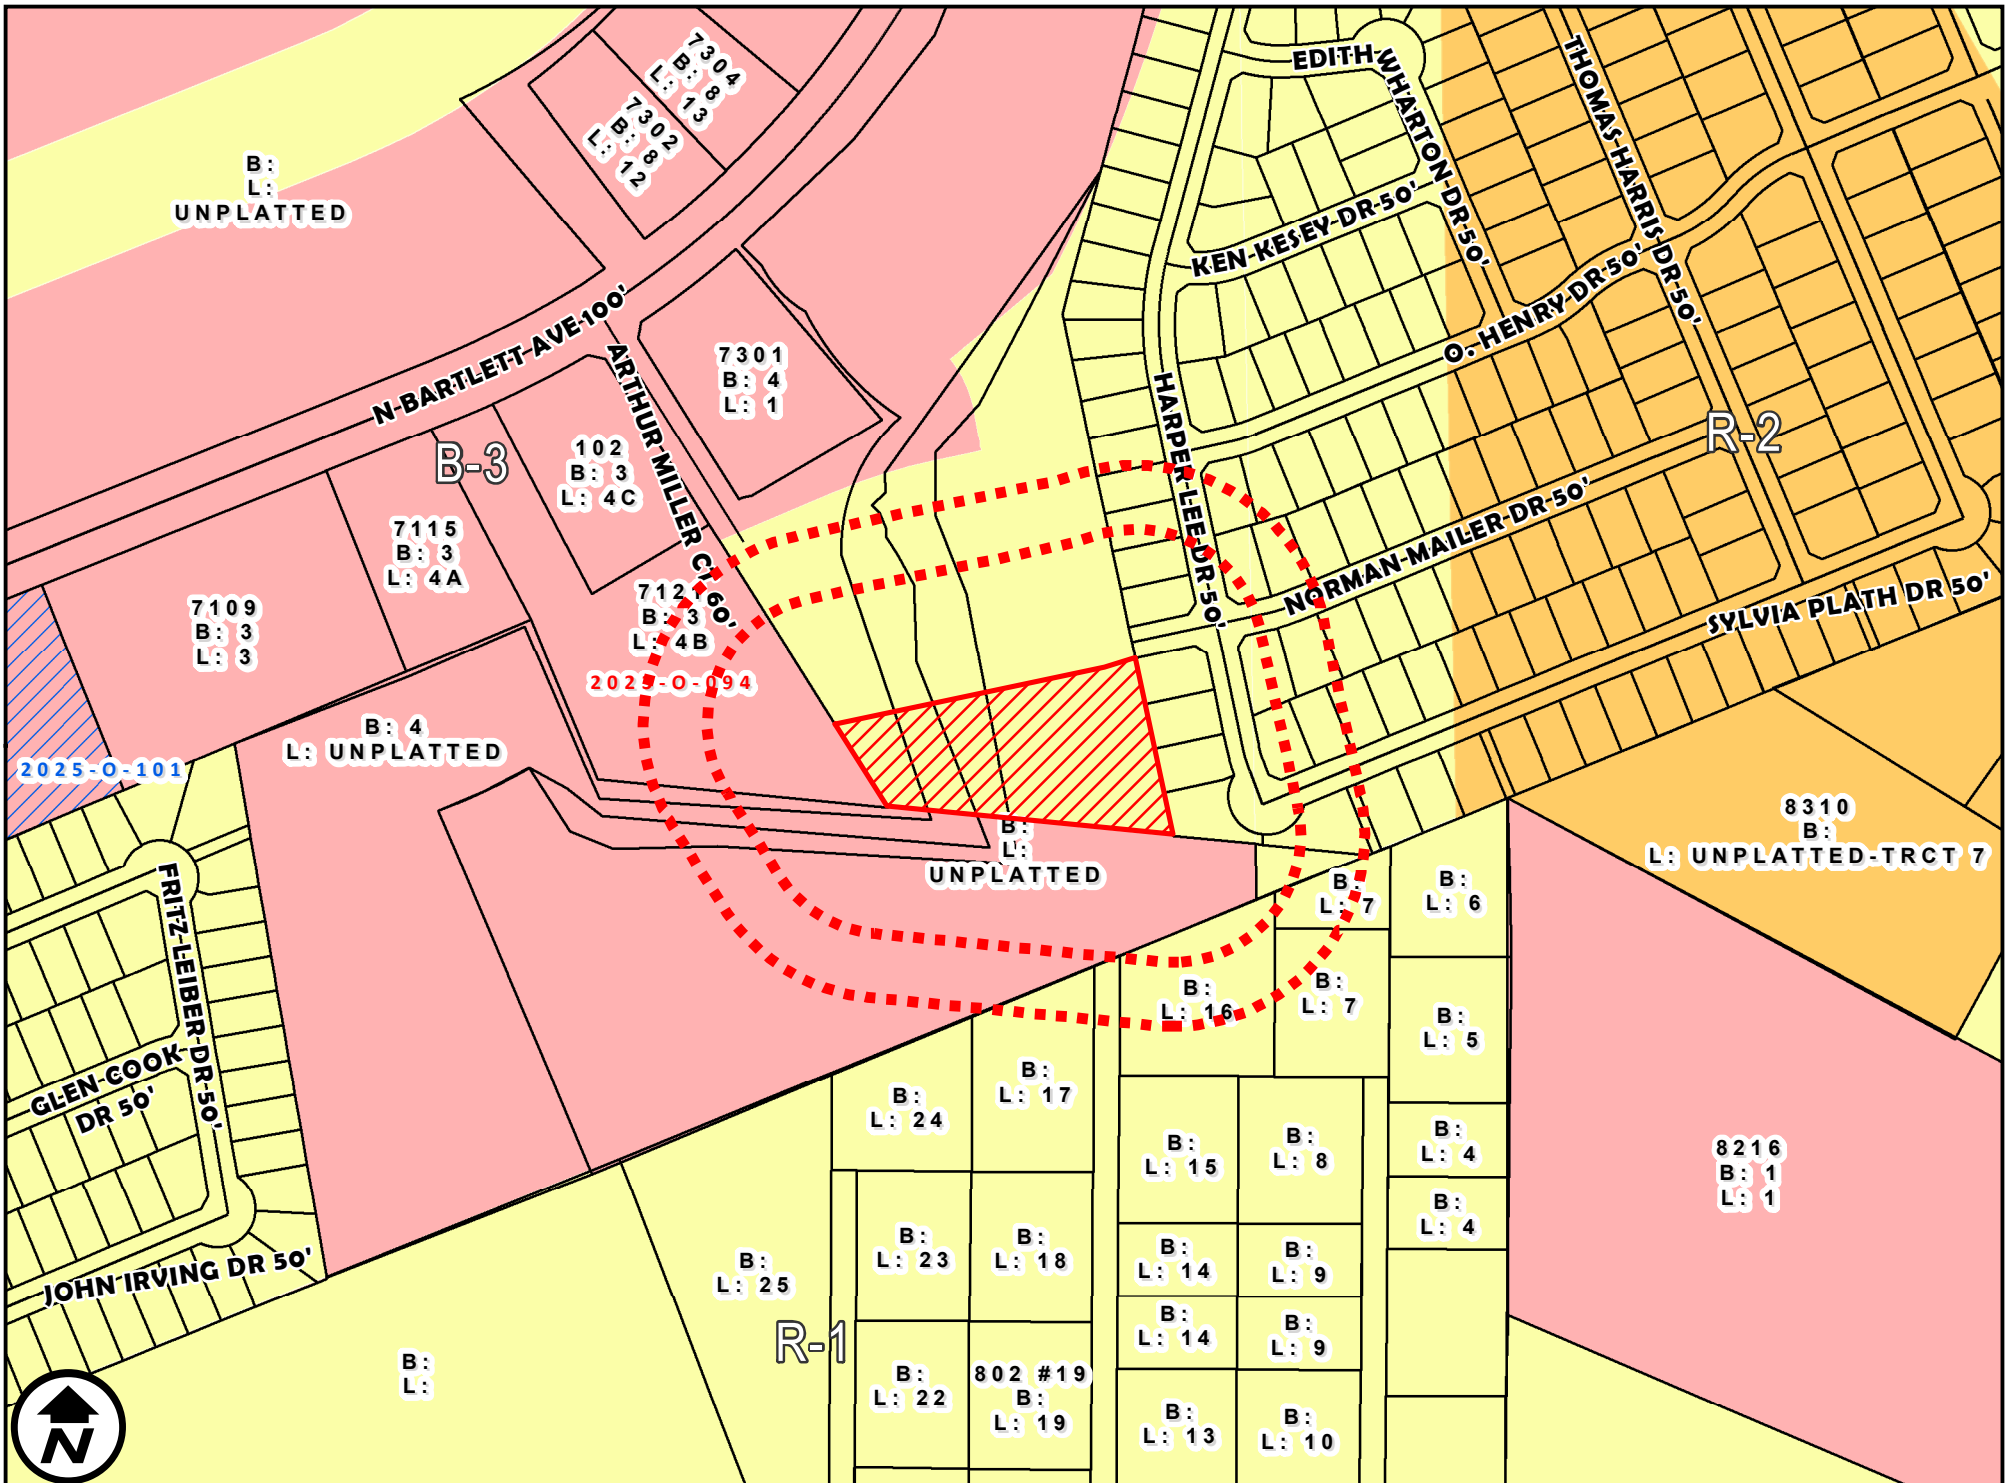 EDITH WHARTON-DR-50'
THOMAS-HARRIS-DR-50'
7304
B: 8
L: 13
7302
B: 8
L: 12
B:
L:
UNPLATTED
KEN-KESEY-DR-50'
O. HENRY-DR-50'
N-BARTLETT AVE-100'
ARTHUR-MILLER CT 60'
7301
B: 4
L: 1
HARPER-LEE-DR-50'
R-2
B-3
102
B: 3
L: 4C
NORMAN-MAILER-DR-50'
7115
B: 3
L: 4A
SYLVIA PLATH DR 50'
7109
B: 3
L: 3
7121
B: 3
L: 4B
2025-O-094
B: 4
L: UNPLATTED
2025-O-101
B:
L:
UNPLATTED
8310
B:
L: UNPLATTED-TRCT 7
FRITZ-LEIBER-DR-50'
B:
L: 7
B:
L: 6
B:
L: 16
B:
L: 7
B:
L: 5
GLEN-COOK
DR 50'
B:
L: 24
B:
L: 17
B:
L: 15
B:
L: 8
B:
L: 4
8216
B: 1
L: 1
B:
L: 4
JOHN IRVING DR 50'
B:
L: 25
B:
L: 23
B:
L: 18
B:
L: 14
B:
L: 9
R-1
B:
L: 14
B:
L: 9
B:
L:
B:
L: 22
802 #19
B:
L: 19
B:
L: 13
B:
L: 10
N